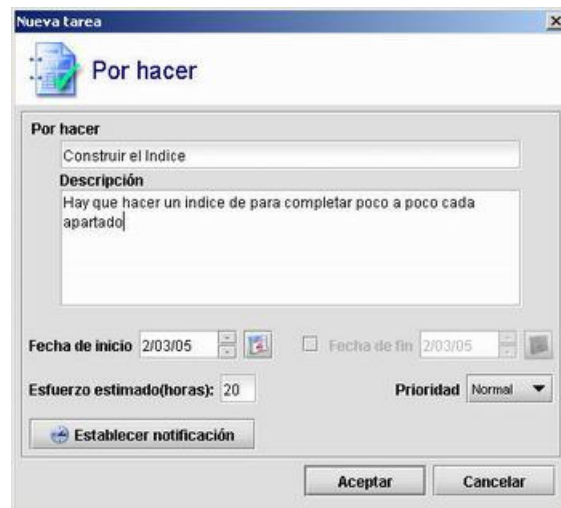 Nueva tarea
Por hacer
Por hacer
Construir el Indice
Descripción
Hay que hacer un indice de para completar poco a poco cada
apartado
Fecha de inicio 2/03/05 Fecha de fin 2/03/05
Esfuerzo estimado(horas): 20 Prioridad Normal
Establecer notificación
Aceptar Cancelar